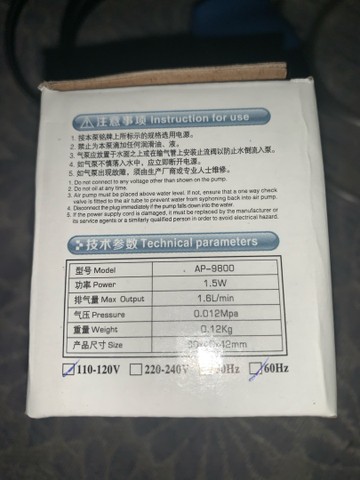 注意事项 Instruction for use
1. 按本泵铭牌上所标示的规格选用电源。
2. 禁止为本泵满加任何润滑油、液。
3. 气泵应放置于水面之上或在输气管上安装止流阀以防止水倒流入泵。
4. 如气泵不慎落入水中，应立即断开电源。
5. 如气泵出现故障，须由生产厂商或专业人士维修。
1. Do not connect to any voltage other than shown on the pump.
2. Do not oil at any time.
3. Air pump must be placed above water level. If not, ensure that a one way check
valve is fitted to the air tube to prevent water from syphoning back into air pump.
4. Disconnect the plug immediately if the pump falls down into the water.
5. If the power supply cord is damaged, it must be replaced by the manufacturer or
its service agents or a similarly qualified person in order to avoid electrical hazard.
技术参数 Technical parameters
型号 Model AP-9800
功率 Power 1.5W
排气量 Max Output 1.6L/min
气压 Pressure 0.012Mpa
重量 Weight 0.12Kg
产品尺寸 Size
110-120V 220-240V 50Hz 60Hz